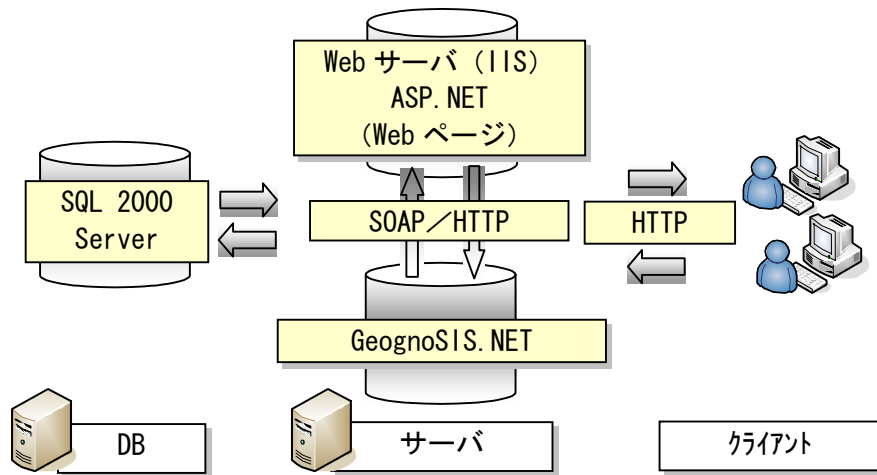 Web サーバ (IIS)
ASP.NET
(Web ページ)
SQL 2000
Server
SOAP／HTTP
HTTP
GeognoSIS.NET
DB
サーバ
ｸﾗｲｱﾝﾄ